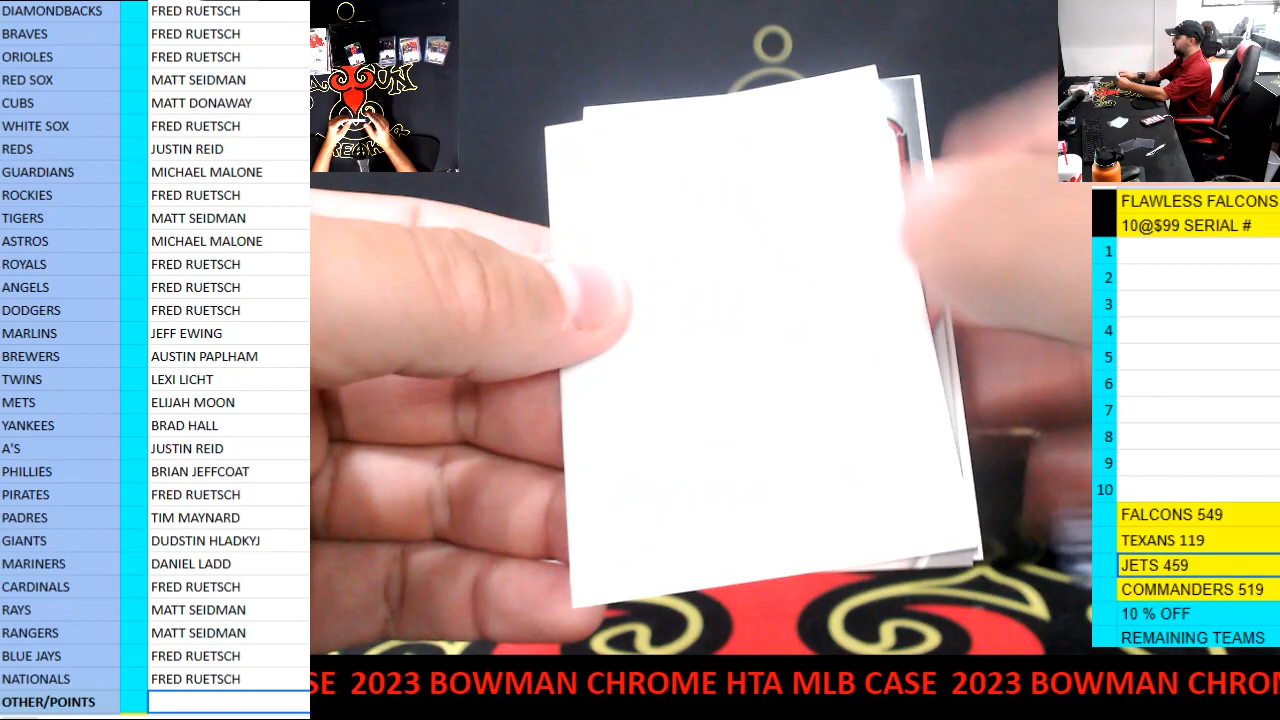 DIAMONDBACKS FRED RUETSCH
BRAVES FRED RUETSCH
ORIOLES FRED RUETSCH
RED SOX MATT SEIDMAN
CUBS MATT DONAWAY
WHITE SOX FRED RUETSCH
REDS JUSTIN REID
GUARDIANS MICHAEL MALONE
ROCKIES FRED RUETSCH
TIGERS MATT SEIDMAN
ASTROS MICHAEL MALONE
ROYALS FRED RUETSCH
ANGELS FRED RUETSCH
DODGERS FRED RUETSCH
MARLINS JEFF EWING
BREWERS AUSTIN PAPLHAM
TWINS LEXI LICHT
METS ELIJAH MOON
YANKEES BRAD HALL
A'S JUSTIN REID
PHILLIES BRIAN JEFFCOAT
PIRATES FRED RUETSCH
PADRES TIM MAYNARD
GIANTS DUDSTIN HLADKYJ
MARINERS DANIEL LADD
CARDINALS FRED RUETSCH
RAYS MATT SEIDMAN
RANGERS MATT SEIDMAN
BLUE JAYS FRED RUETSCH
NATIONALS FRED RUETSCH
OTHER/POINTS
FLAWLESS FALCONS
10@$99 SERIAL #
1
2
3
4
5
6
7
8
9
10
FALCONS 549
TEXANS 119
JETS 459
COMMANDERS 519
10 % OFF
REMAINING TEAMS
SE 2023 BOWMAN CHROME HTA MLB CASE 2023 BOWMAN CHRON